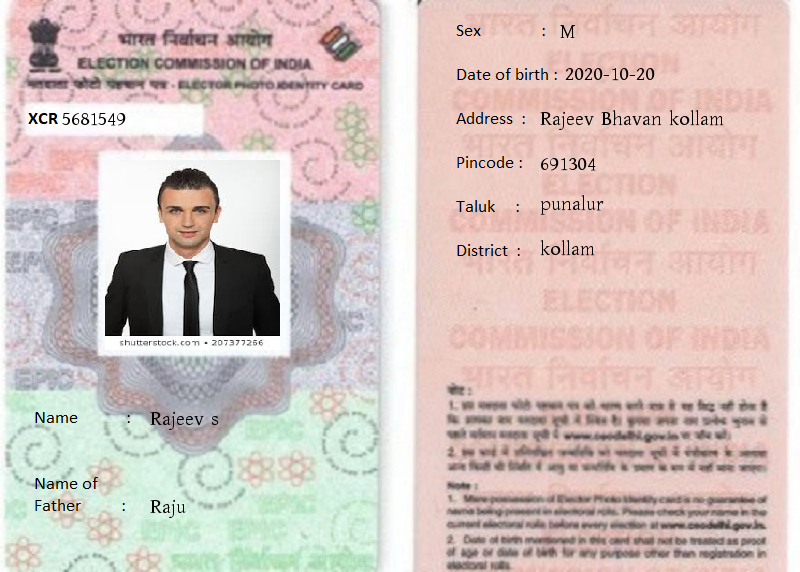 भारत निर्वाचन आयोग
ELECTION COMMISSION OF INDIA
मतदाता फोटो पहचान पत्र - ELECTOR PHOTO IDENTITY CARD
XCR 5681549
shutterstock.com • 207377266
Name : Rajeev s
Name of
Father : Raju
Sex : M
Date of birth : 2020-10-20
Address : Rajeev Bhavan kollam
Pincode : 691304
Taluk : punalur
District : kollam
भारत निर्वाचन आयोग
ELECTION
COMMISSION OF INDIA
भारत निर्वाचन आयोग
ELECTION
COMMISSION OF INDIA
भारत निर्वाचन आयोग
ELECTION
COMMISSION OF INDIA
भारत निर्वाचन आयोग
नोट :
www.ceodelhi.gov.in
Note :
1. Mere possession of Elector Photo Identity card is no guarantee
of name being present in electoral rolls. Please check your name in the
current electoral rolls before every election at www.ceodelhi.gov.in.
2. Date of birth mentioned in this card shall not be treated as proof
of age or date of birth for any purpose other than registration in
electoral rolls.